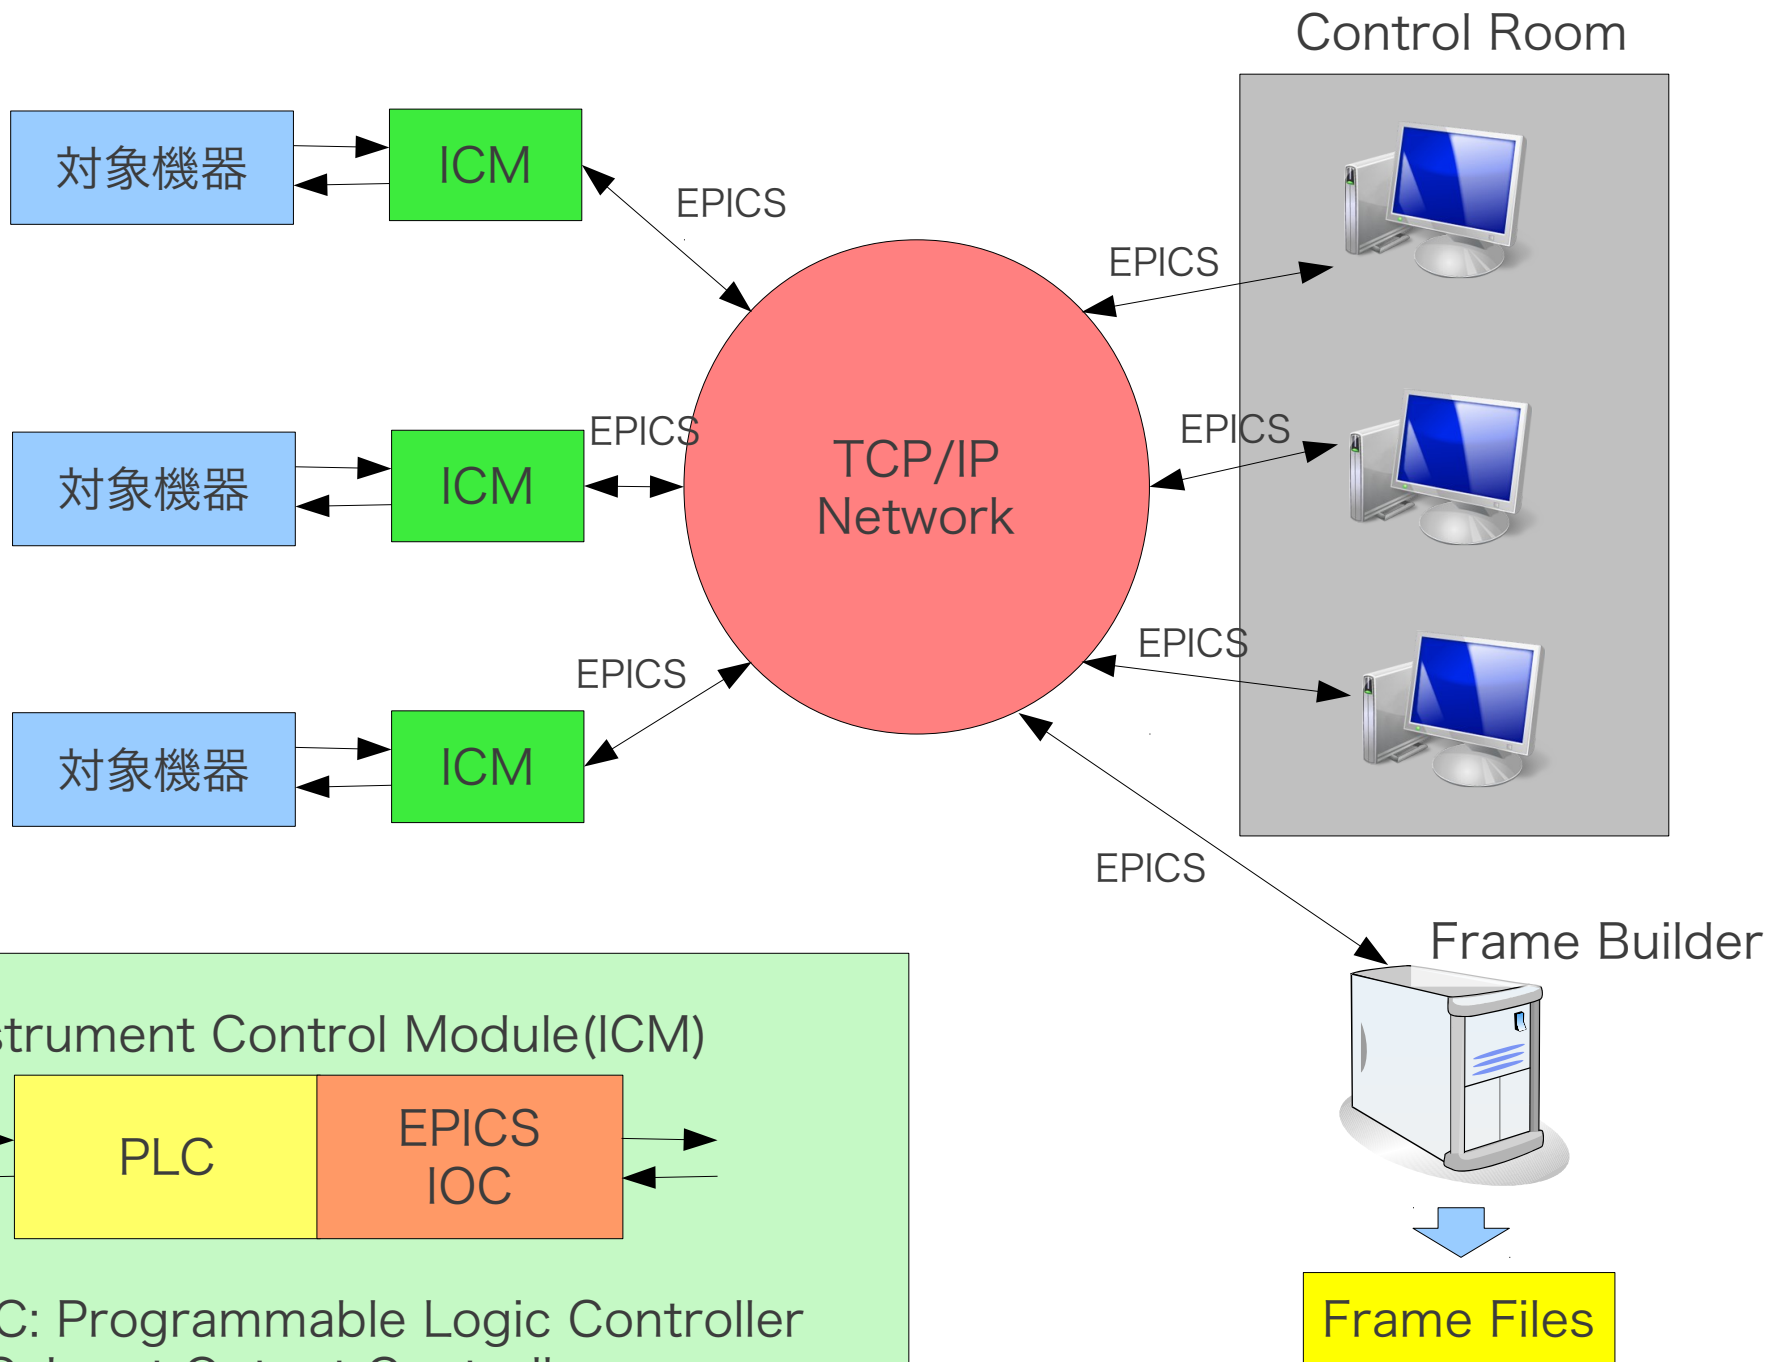 Control Room
対象機器
ICM
EPICS
EPICS
対象機器
ICM
EPICS
TCP/IP
Network
EPICS
対象機器
ICM
EPICS
EPICS
EPICS
Frame Builder
strument Control Module(ICM)
PLC
EPICS
IOC
C: Programmable Logic Controller
Frame Files